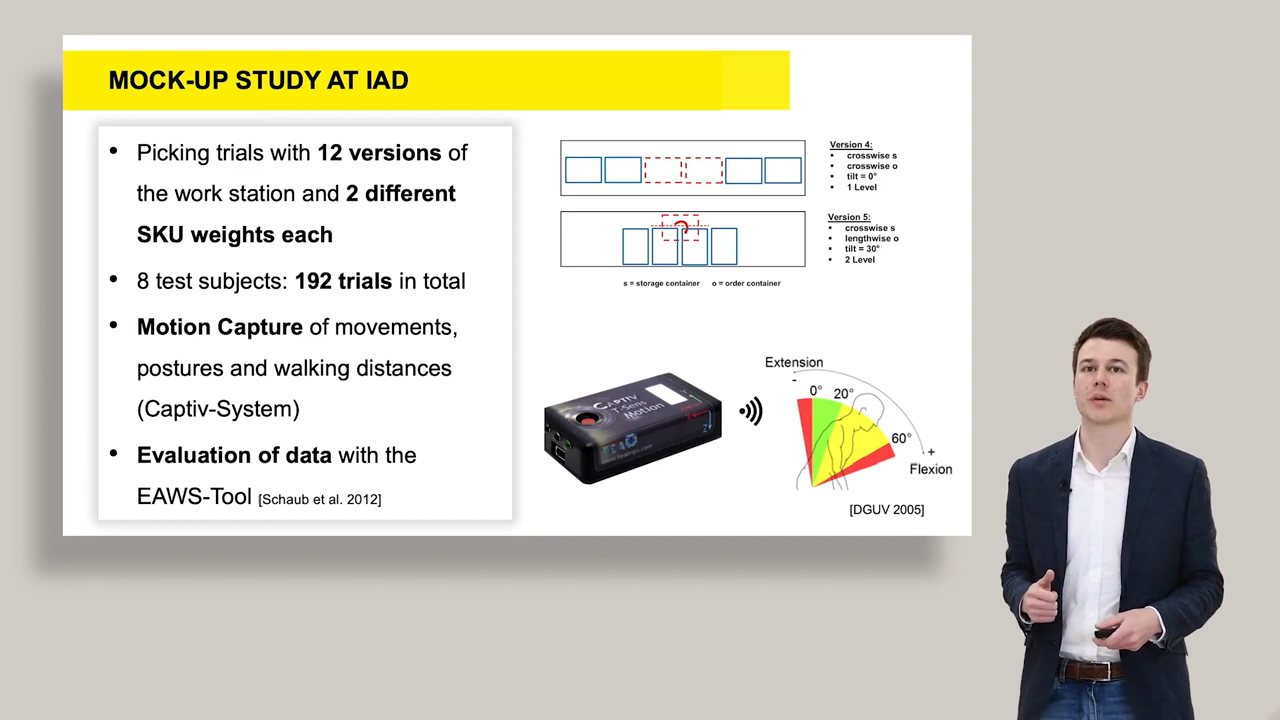 MOCK-UP STUDY AT IAD
• Picking trials with 12 versions of
the work station and 2 different
SKU weights each
• 8 test subjects: 192 trials in total
• Motion Capture of movements,
postures and walking distances
(Captiv-System)
• Evaluation of data with the
EAWS-Tool [Schaub et al. 2012]
Version 4:
▪ crosswise s
▪ crosswise o
▪ tilt = 0°
▪ 1 Level
Version 5:
▪ crosswise s
▪ lengthwise o
▪ tilt = 30°
▪ 2 Level
s = storage container o = order container
CAPTIV
T-Sens
Motion
Z
Extension
-
0° 20°
60°
+
Flexion
[DGUV 2005]